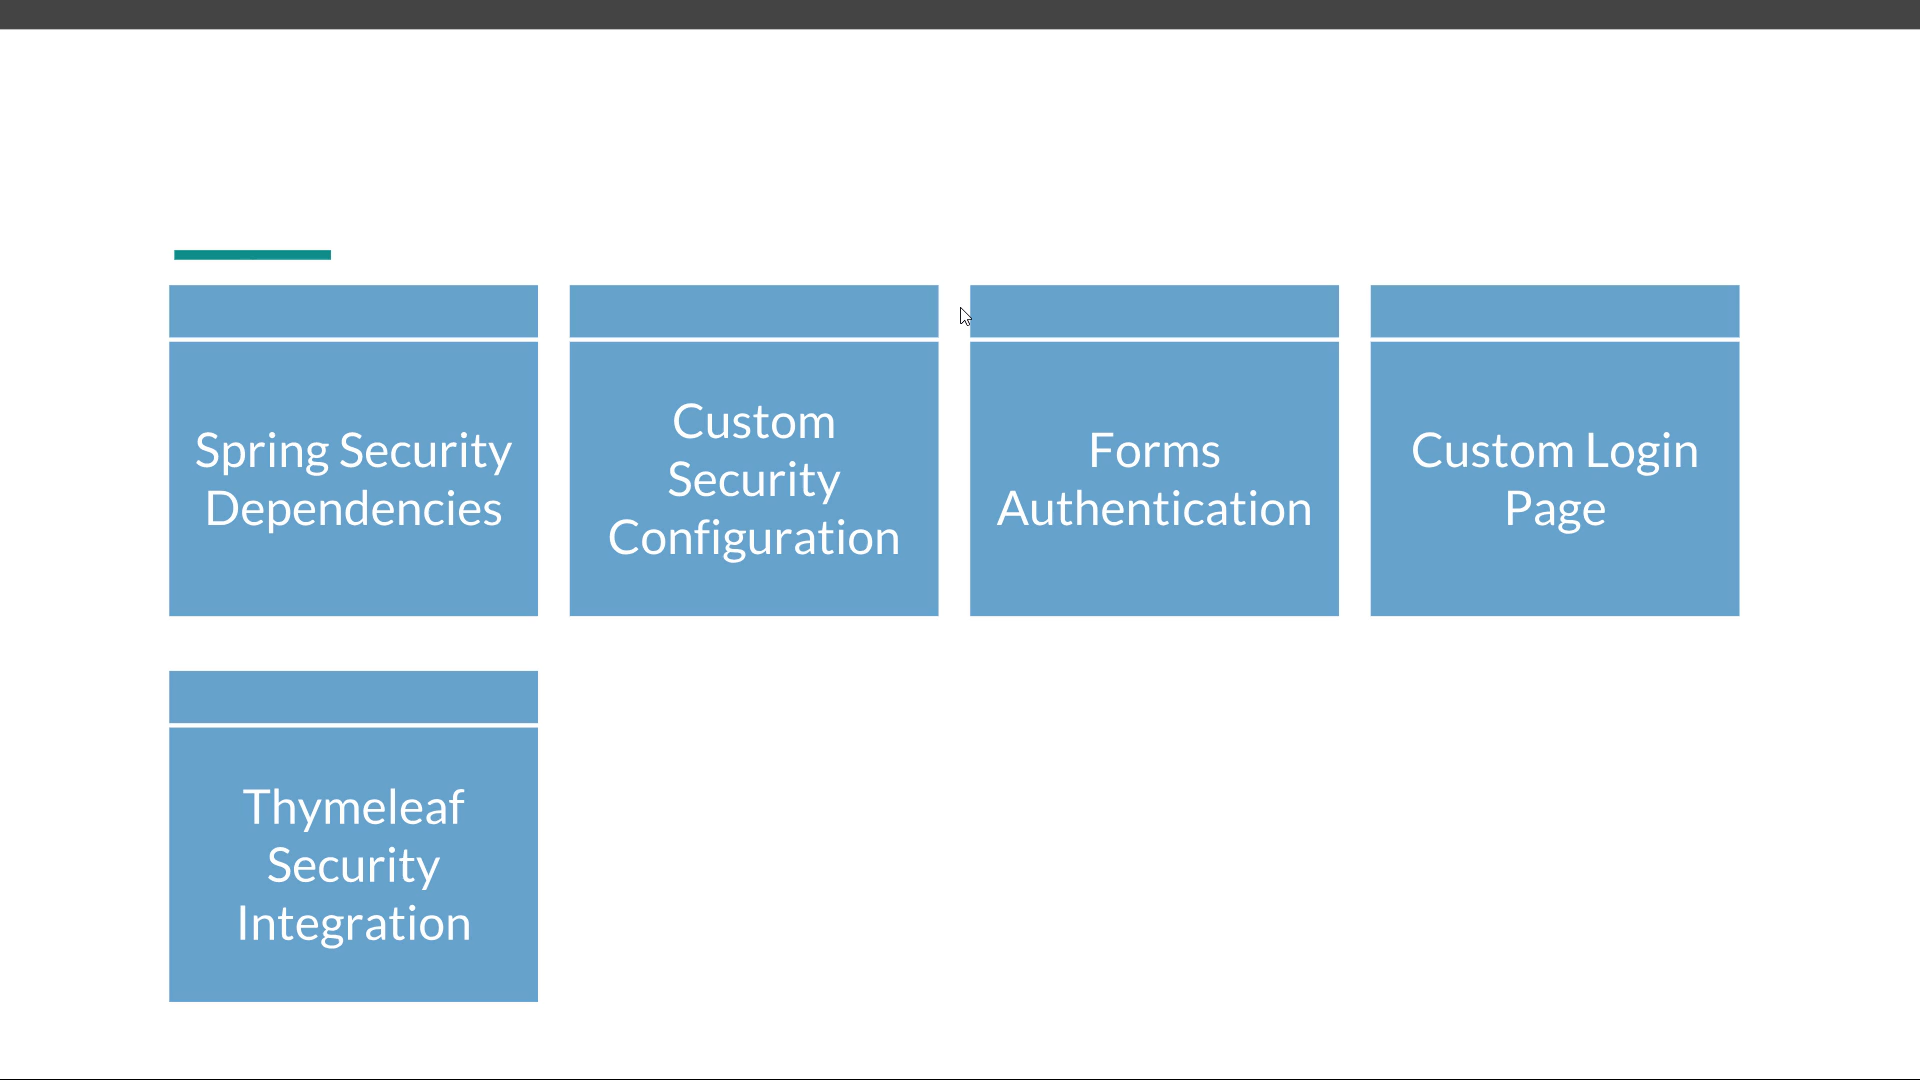 Spring Security
Dependencies
Custom
Security
Configuration
Forms
Authentication
Custom Login
Page
Thymeleaf
Security
Integration